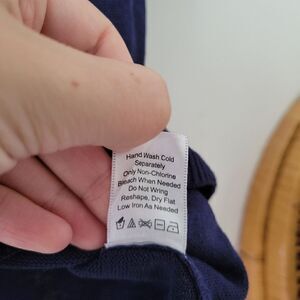 Hand Wash Cold
Separately
Only Non-Chlorine
Bleach When Needed
Do Not Wring
Reshape, Dry Flat
Low Iron As Needed